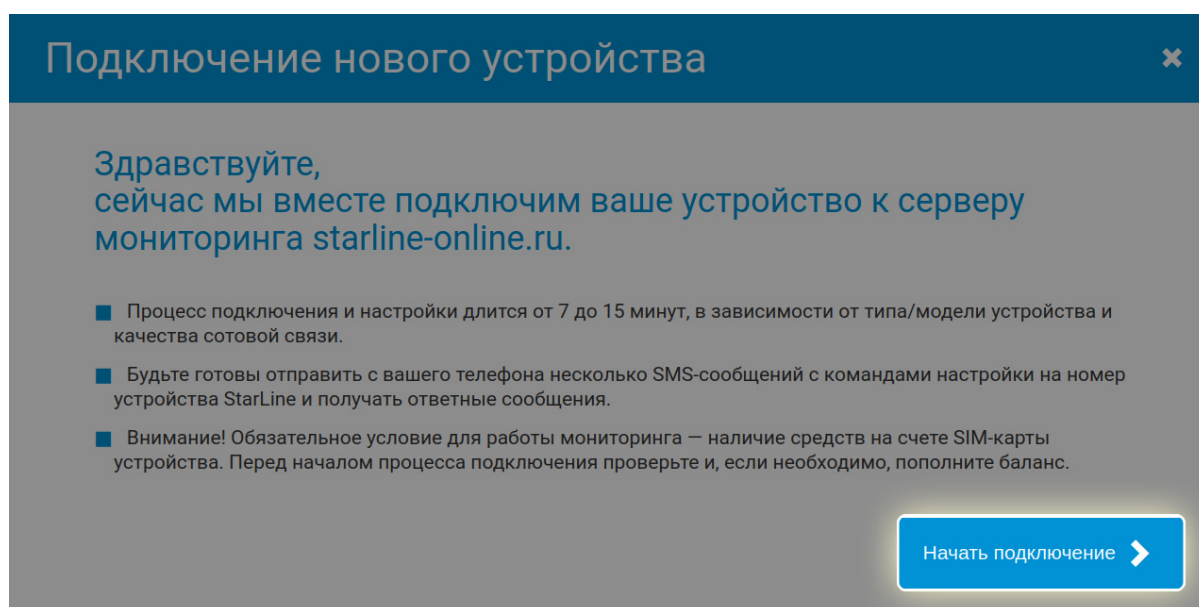 Подключение нового устройства
Здравствуйте,
сейчас мы вместе подключим ваше устройство к серверу
мониторинга starline-online.ru.
Процесс подключения и настройки длится от 7 до 15 минут, в зависимости от типа/модели устройства и
качества сотовой связи.
Будьте готовы отправить с вашего телефона несколько SMS-сообщений с командами настройки на номер
устройства StarLine и получать ответные сообщения.
Внимание! Обязательное условие для работы мониторинга — наличие средств на счете SIM-карты
устройства. Перед началом процесса подключения проверьте и, если необходимо, пополните баланс.
Начать подключение